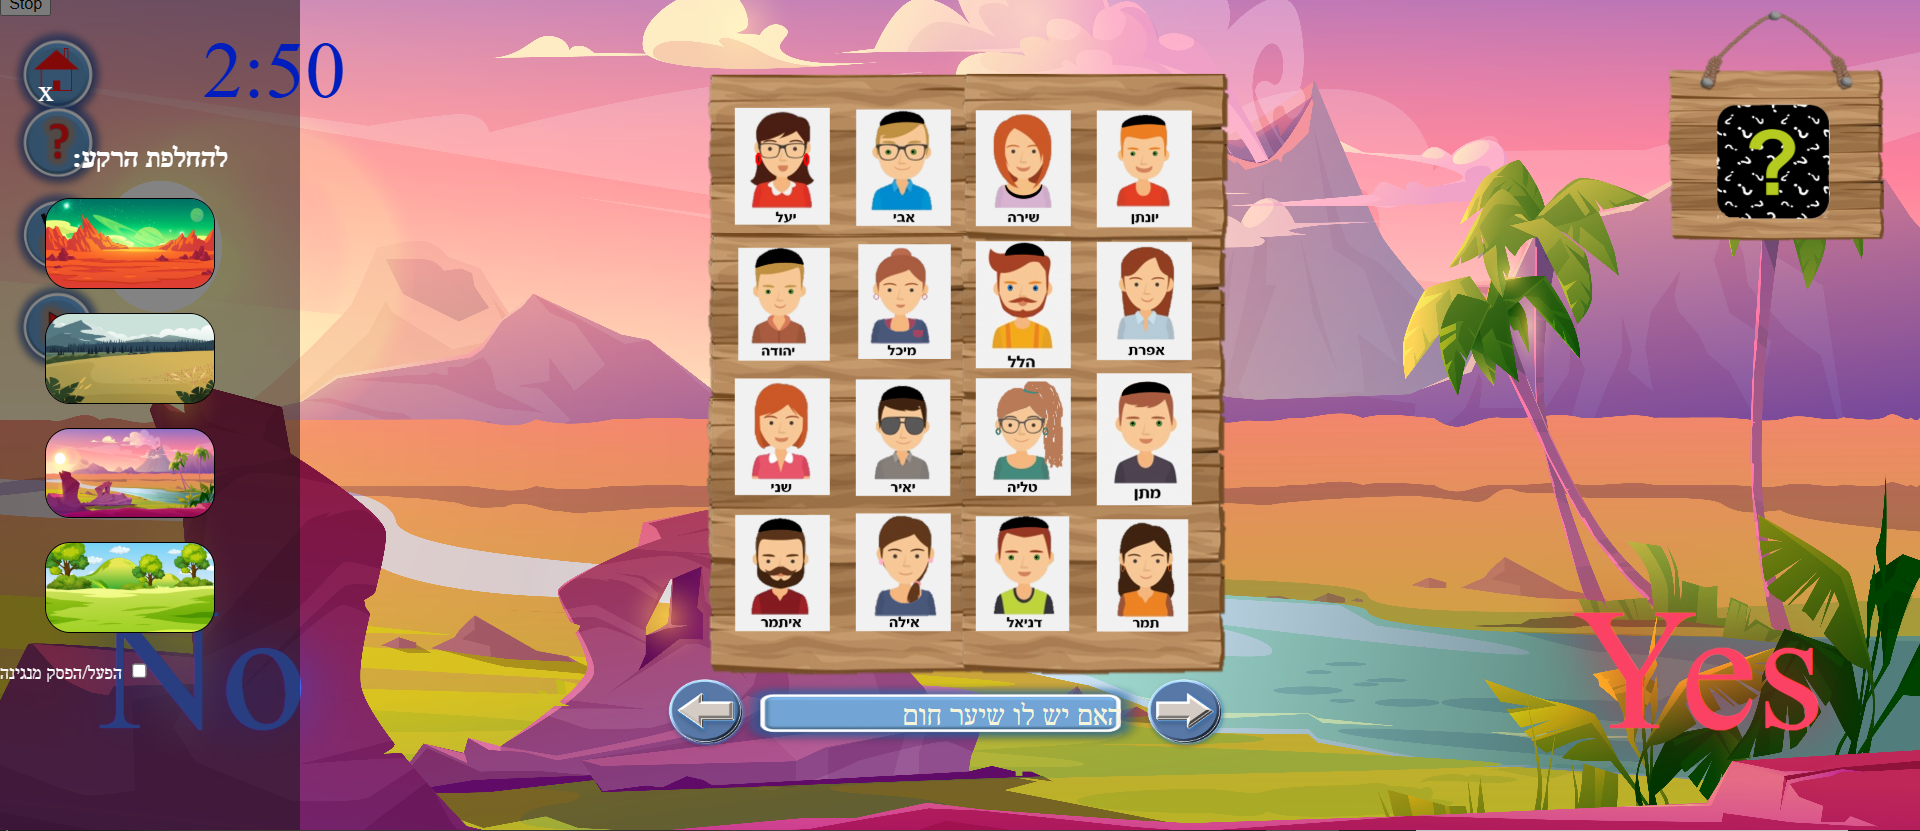 Stop
2:50
x
?
להחלפת הרקע:
?
יעל
אבי
שירה
יונתן
יהודה
מיכל
הלל
אפרת
שני
יאיר
טליה
מתן
איתמר
אילה
דניאל
תמר
האם יש לו שיער חום
הפעל/הפסק מנגינה
No
Yes